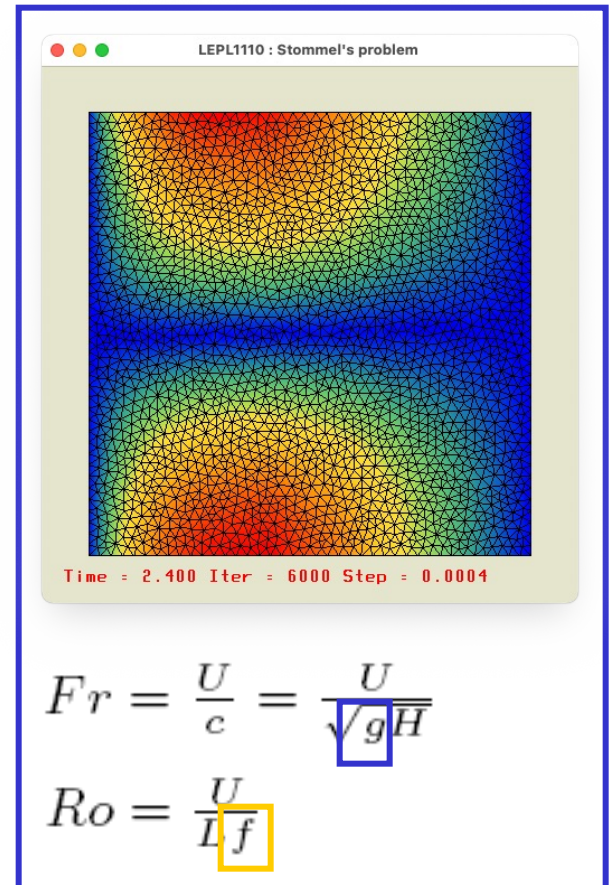 LEPL1110 : Stommel's problem
Time = 2.400 Iter = 6000 Step = 0.0004
Fr = U/c = U/√gH
Ro = U/Lf